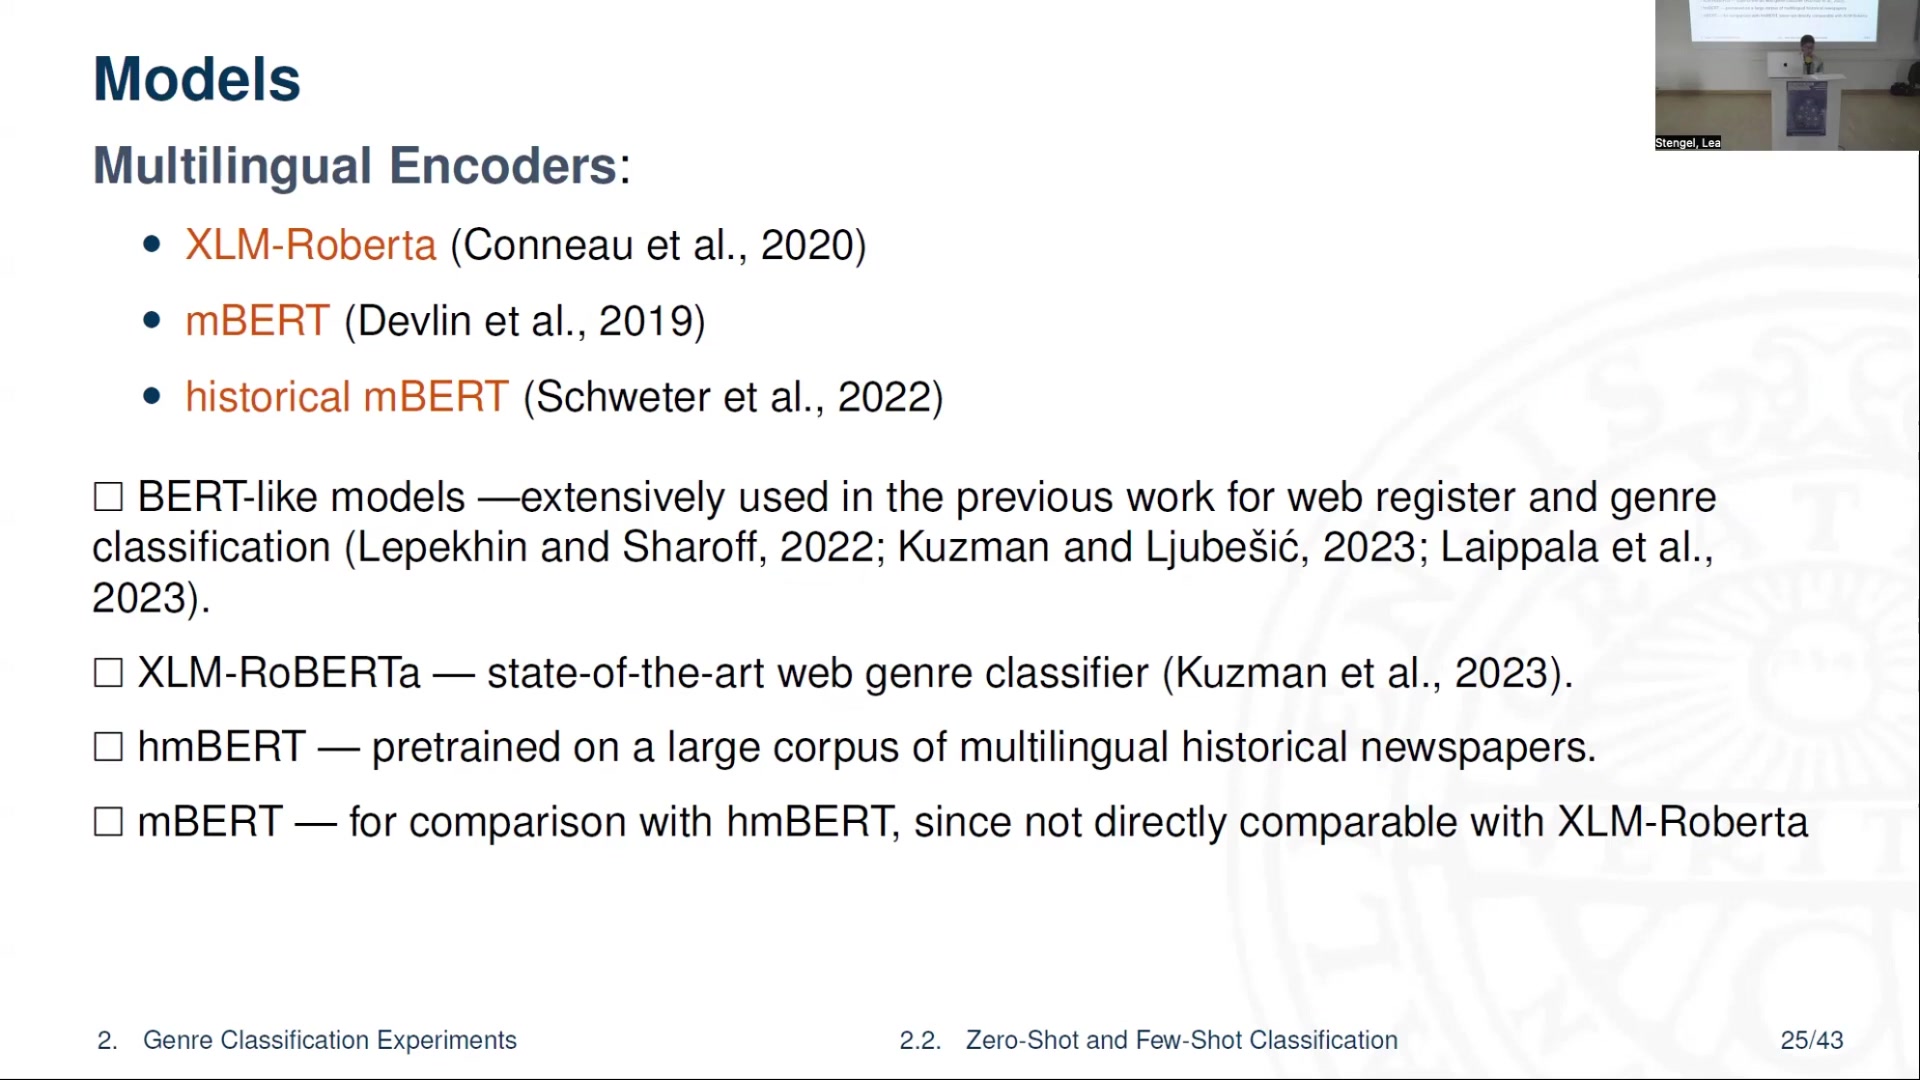 Models
Stengel, Lea
Multilingual Encoders:
• XLM-Roberta (Conneau et al., 2020)
• mBERT (Devlin et al., 2019)
• historical mBERT (Schweter et al., 2022)
☐ BERT-like models —extensively used in the previous work for web register and genre
classification (Lepekhin and Sharoff, 2022; Kuzman and Ljubešić, 2023; Laippala et al.,
2023).
☐ XLM-RoBERTa — state-of-the-art web genre classifier (Kuzman et al., 2023).
☐ hmBERT — pretrained on a large corpus of multilingual historical newspapers.
☐ mBERT — for comparison with hmBERT, since not directly comparable with XLM-Roberta
2. Genre Classification Experiments 2.2. Zero-Shot and Few-Shot Classification 25/43